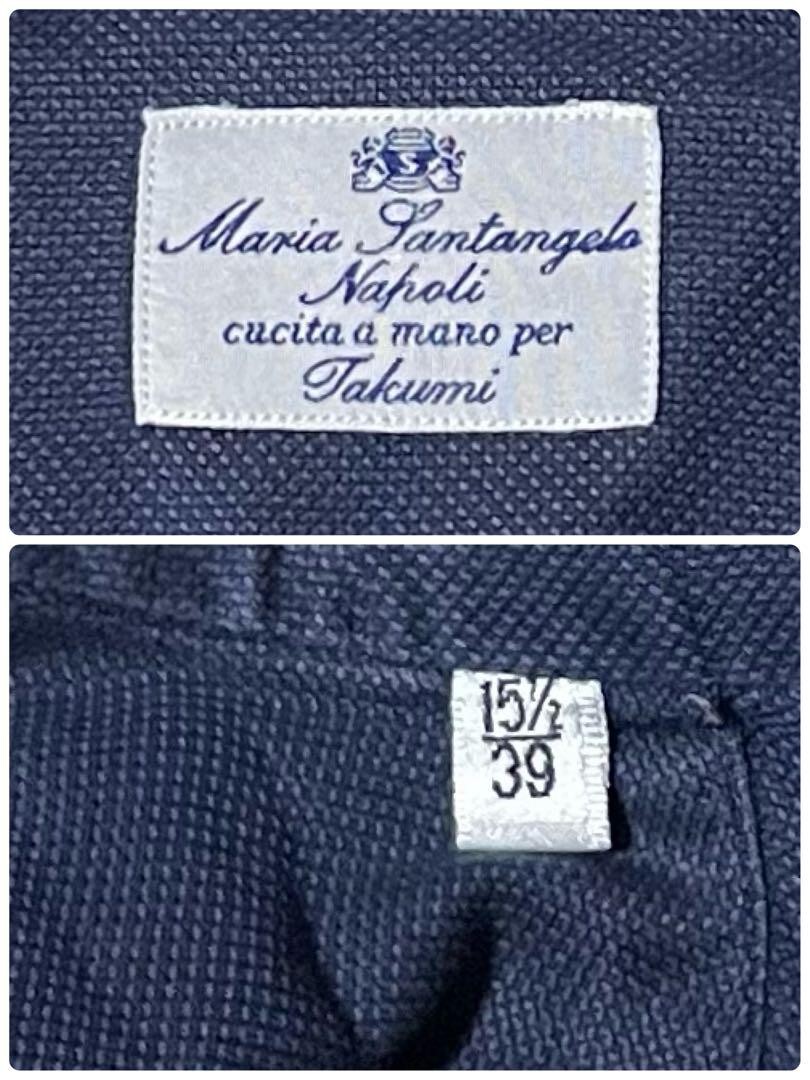 S
Maria Santangelo
Napoli
cucita a mano per
Takumi
15½
39